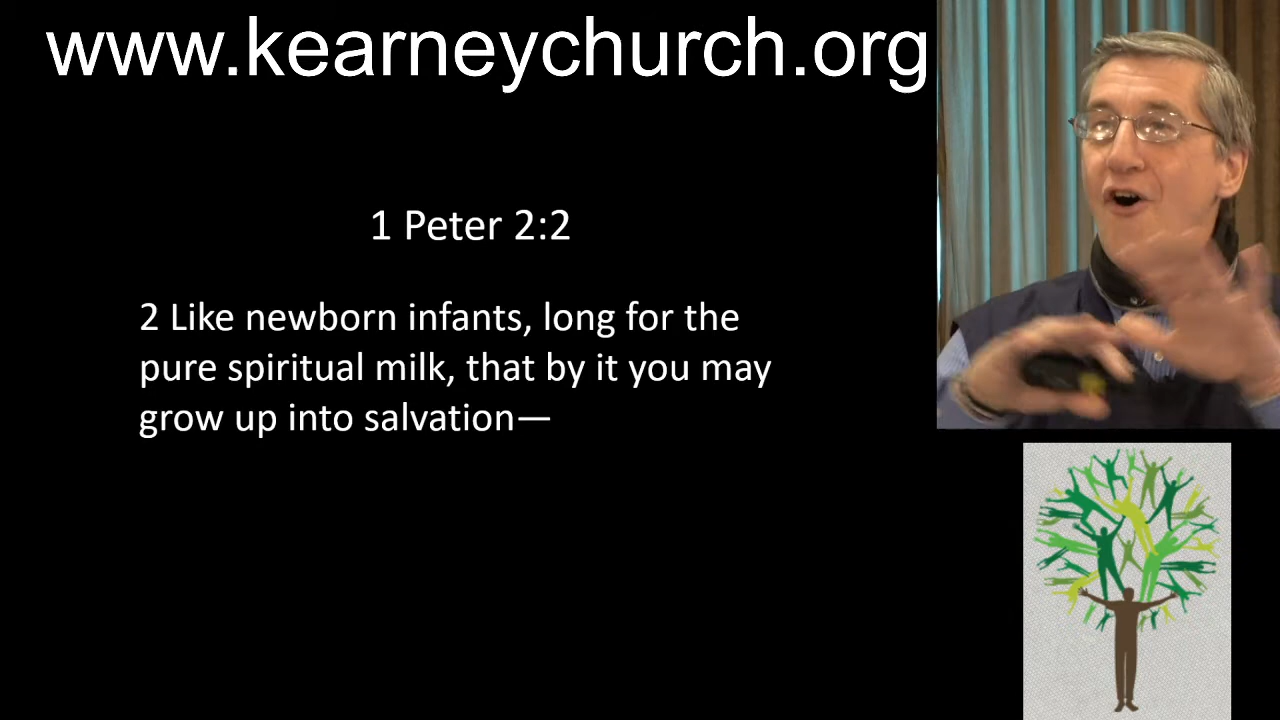 www.kearneychurch.org
1 Peter 2:2
2 Like newborn infants, long for the
pure spiritual milk, that by it you may
grow up into salvation—